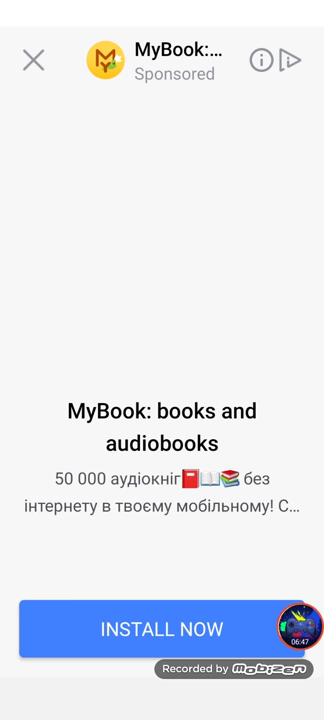 MyBook:...
Sponsored
MyBook: books and
audiobooks
50 000 аудіокніг📕📖📚 без
інтернету в твоєму мобільному! С...
INSTALL NOW
06:47
Recorded by mobizen